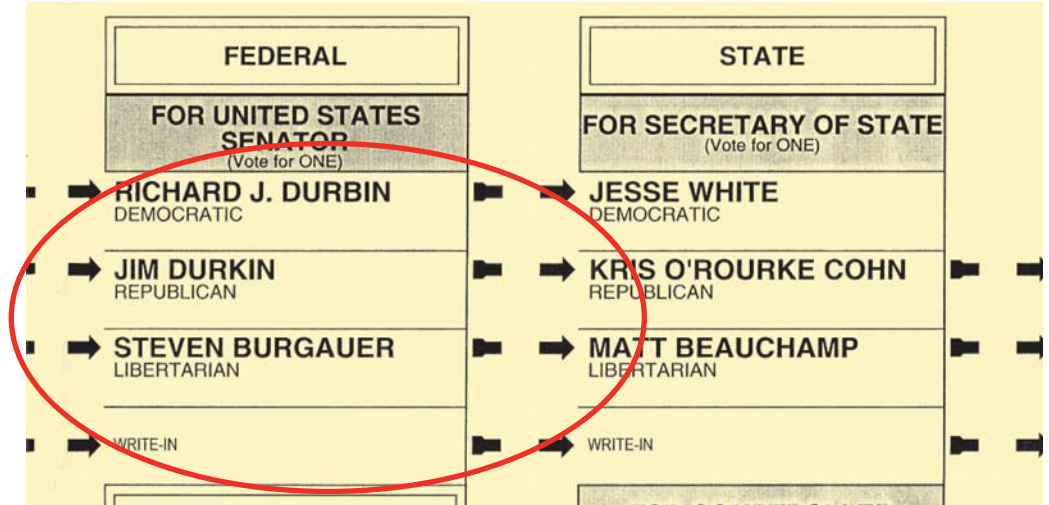 FEDERAL
FOR UNITED STATES
SENATOR
(Vote for ONE)
RICHARD J. DURBIN
DEMOCRATIC
JIM DURKIN
REPUBLICAN
STEVEN BURGAUER
LIBERTARIAN
WRITE-IN
STATE
FOR SECRETARY OF STATE
(Vote for ONE)
JESSE WHITE
DEMOCRATIC
KRIS O'ROURKE COHN
REPUBLICAN
MATT BEAUCHAMP
LIBERTARIAN
WRITE-IN